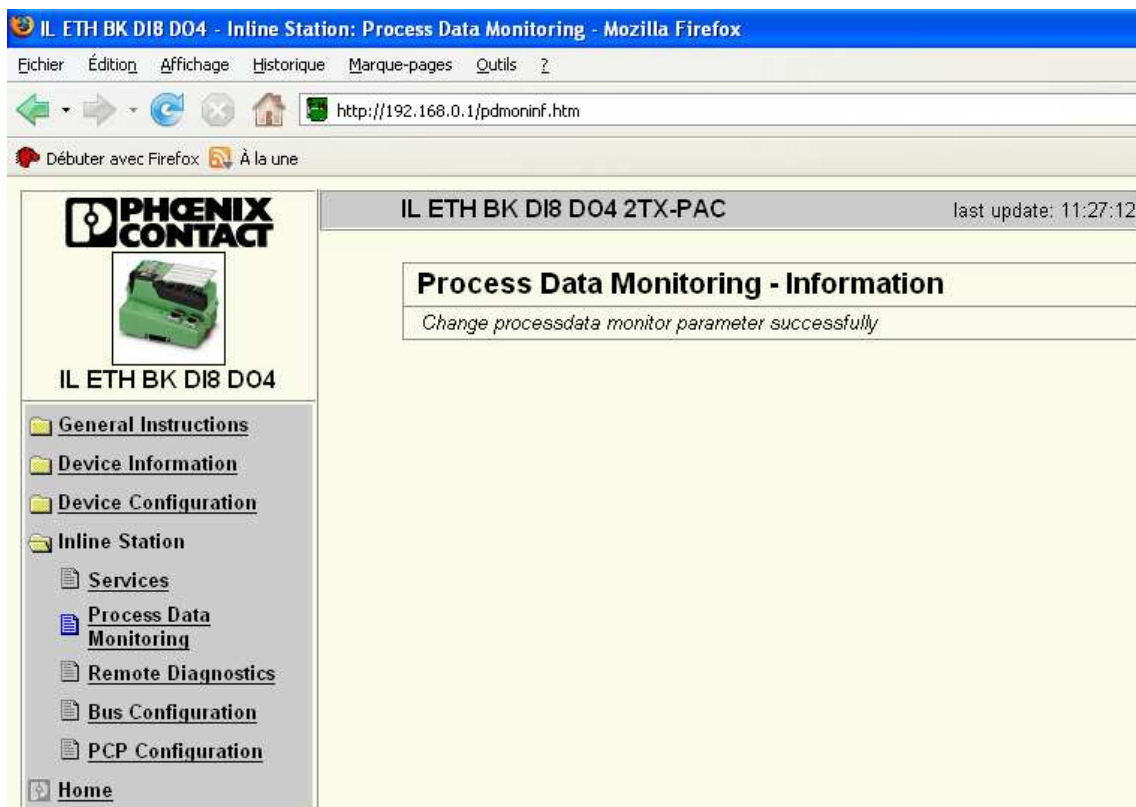 IL ETH BK DI8 DO4 - Inline Station: Process Data Monitoring - Mozilla Firefox
Fichier Édition Affichage Historique Marque-pages Outils ?
http://192.168.0.1/pdmoninf.htm
Débuter avec Firefox À la une
PHŒNIX
CONTACT
IL ETH BK DI8 DO4
IL ETH BK DI8 DO4 2TX-PAC last update: 11:27:12
Process Data Monitoring - Information
Change processdata monitor parameter successfully
General Instructions
Device Information
Device Configuration
Inline Station
Services
Process Data
Monitoring
Remote Diagnostics
Bus Configuration
PCP Configuration
Home